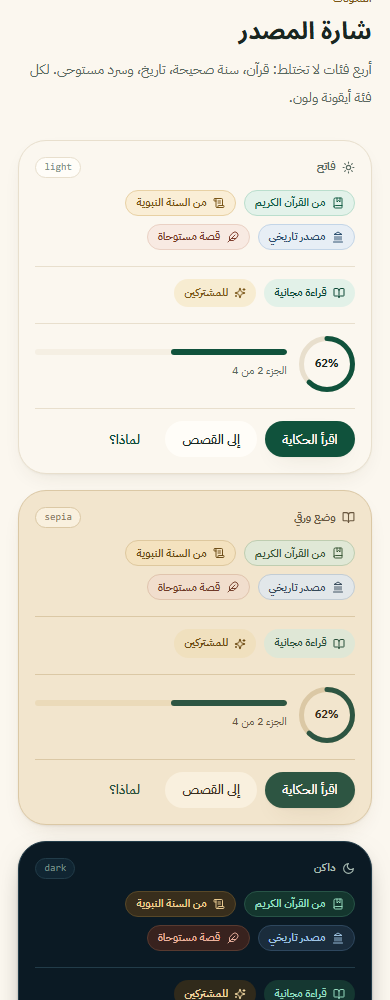 شارة المصدر
أربع فئات لا تختلط: قرآن، سنة صحيحة، تاريخ، وسرد مستوحى. لكل
فئة أيقونة ولون.
فاتح
light
من القرآن الكريم
من السنة النبوية
مصدر تاريخي
قصة مستوحاة
قراءة مجانية
للمشتركين
62%
الجزء 2 من 4
اقرأ الحكاية
إلى القصص
لماذا؟
وضع ورقي
sepia
من القرآن الكريم
من السنة النبوية
مصدر تاريخي
قصة مستوحاة
قراءة مجانية
للمشتركين
62%
الجزء 2 من 4
اقرأ الحكاية
إلى القصص
لماذا؟
داكن
dark
من القرآن الكريم
من السنة النبوية
مصدر تاريخي
قصة مستوحاة
قراءة مجانية
للمشتركين